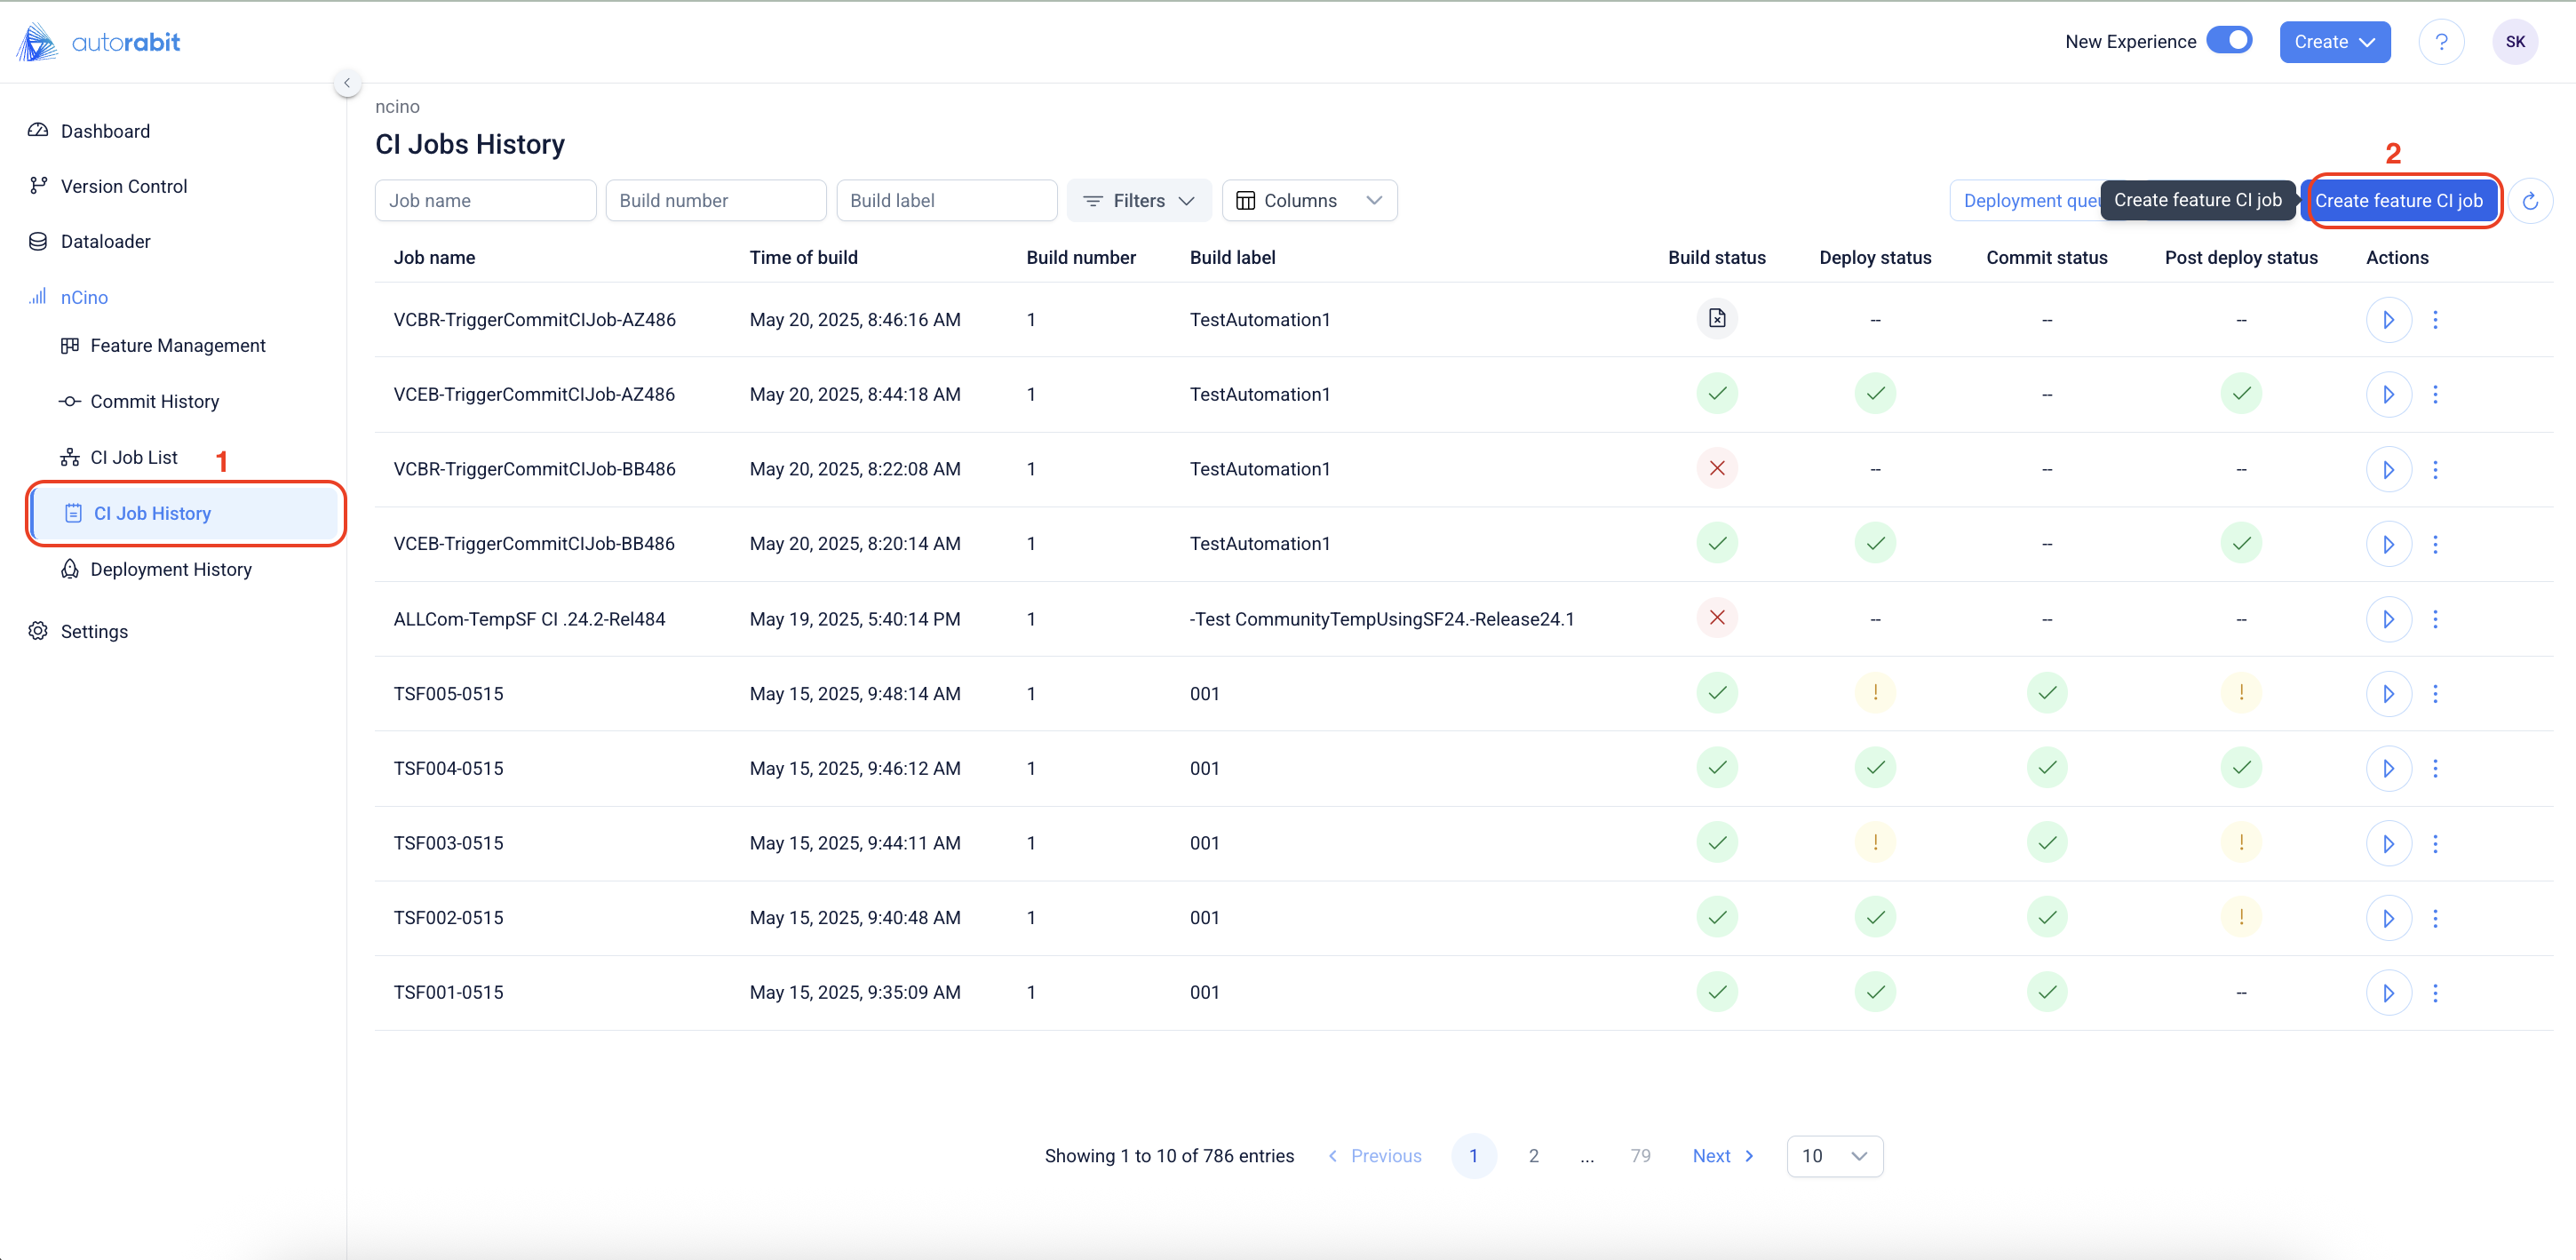 autorabit
New Experience
Create
?
SK
Dashboard
Version Control
Dataloader
nCino
Feature Management
Commit History
CI Job List
1
CI Job History
Deployment History
Settings
ncino
CI Jobs History
2
Job name
Build number
Build label
Filters
Columns
Deployment queu
Create feature CI job
Create feature CI job
Job name Time of build Build number Build label Build status Deploy status Commit status Post deploy status Actions
VCBR-TriggerCommitCIJob-AZ486 May 20, 2025, 8:46:16 AM 1 TestAutomation1 -- -- --
VCEB-TriggerCommitCIJob-AZ486 May 20, 2025, 8:44:18 AM 1 TestAutomation1 --
VCBR-TriggerCommitCIJob-BB486 May 20, 2025, 8:22:08 AM 1 TestAutomation1 -- -- --
VCEB-TriggerCommitCIJob-BB486 May 20, 2025, 8:20:14 AM 1 TestAutomation1 --
ALLCom-TempSF CI .24.2-Rel484 May 19, 2025, 5:40:14 PM 1 -Test CommunityTempUsingSF24.-Release24.1 -- -- --
TSF005-0515 May 15, 2025, 9:48:14 AM 1 001 ! !
TSF004-0515 May 15, 2025, 9:46:12 AM 1 001
TSF003-0515 May 15, 2025, 9:44:11 AM 1 001 ! !
TSF002-0515 May 15, 2025, 9:40:48 AM 1 001 !
TSF001-0515 May 15, 2025, 9:35:09 AM 1 001 --
Showing 1 to 10 of 786 entries Previous 1 2 ... 79 Next 10